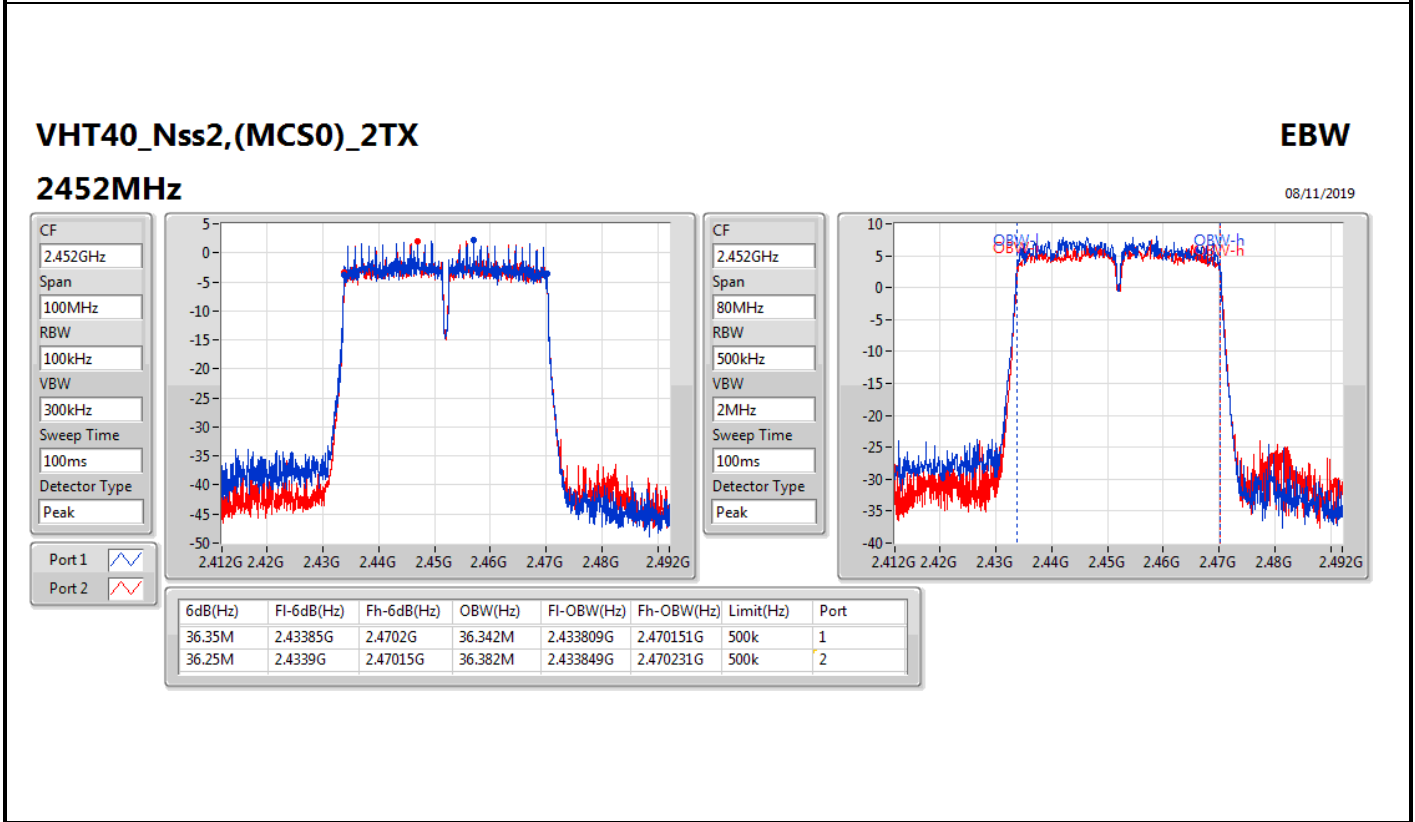 VHT40_Nss2,(MCS0)_2TX
EBW
2452MHz
08/11/2019
CF
2.452GHz
Span
100MHz
RBW
100kHz
VBW
300kHz
Sweep Time
100ms
Detector Type
Peak
Port 1
Port 2
5
0
-5
-10
-15
-20
-25
-30
-35
-40
-45
-50
2.412G 2.42G 2.43G 2.44G 2.45G 2.46G 2.47G 2.48G 2.492G
CF
2.452GHz
Span
80MHz
RBW
500kHz
VBW
2MHz
Sweep Time
100ms
Detector Type
Peak
10
5
0
-5
-10
-15
-20
-25
-30
-35
-40
OBW-h
OBW-h
2.412G 2.42G 2.43G 2.44G 2.45G 2.46G 2.47G 2.48G 2.492G
6dB(Hz) Fl-6dB(Hz) Fh-6dB(Hz) OBW(Hz) Fl-OBW(Hz) Fh-OBW(Hz) Limit(Hz) Port
36.35M 2.43385G 2.4702G 36.342M 2.433809G 2.470151G 500k 1
36.25M 2.4339G 2.47015G 36.382M 2.433849G 2.470231G 500k 2